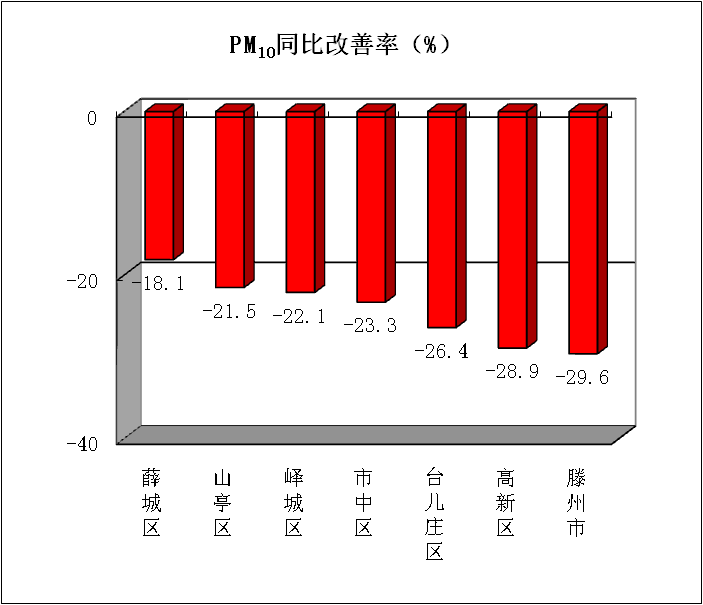 PM10同比改善率（%）
0
-20
-40
-18.1
-21.5
-22.1
-23.3
-26.4
-28.9
-29.6
薛城区
山亭区
峄城区
市中区
台儿庄区
高新区
滕州市